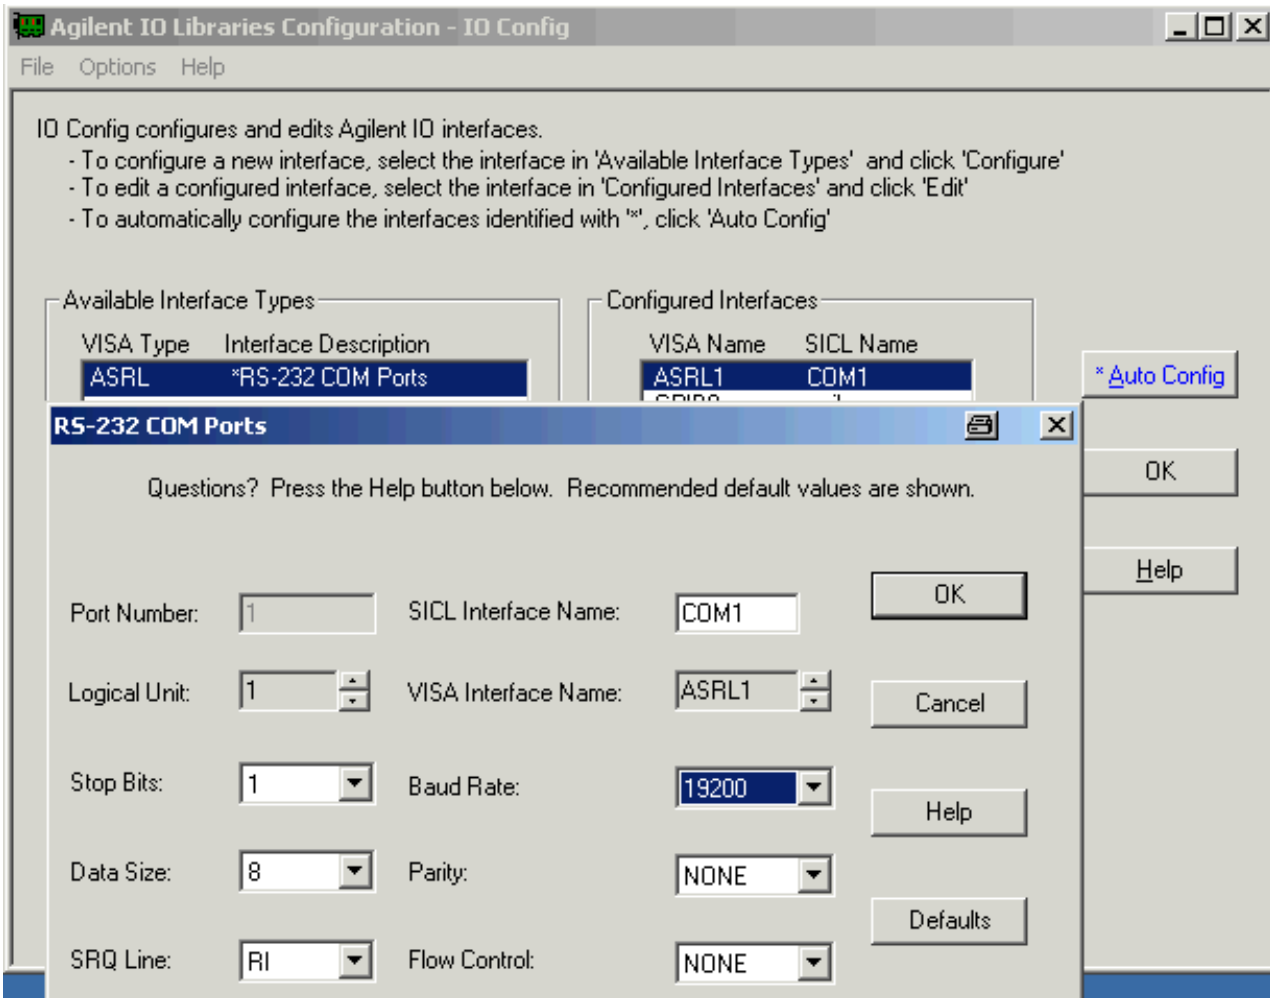 Agilent IO Libraries Configuration - IO Config
File Options Help
IO Config configures and edits Agilent IO interfaces.
- To configure a new interface, select the interface in 'Available Interface Types' and click 'Configure'
- To edit a configured interface, select the interface in 'Configured Interfaces' and click 'Edit'
- To automatically configure the interfaces identified with '*', click 'Auto Config'
Available Interface Types
Configured Interfaces
VISA Type Interface Description
VISA Name SICL Name
ASRL *RS-232 COM Ports
ASRL1 COM1
* Auto Config
OK
Help
RS-232 COM Ports
Questions? Press the Help button below. Recommended default values are shown.
Port Number: 1 SICL Interface Name: COM1 OK
Logical Unit: 1 VISA Interface Name: ASRL1 Cancel
Stop Bits: 1 Baud Rate: 19200 Help
Data Size: 8 Parity: NONE Defaults
SRQ Line: RI Flow Control: NONE